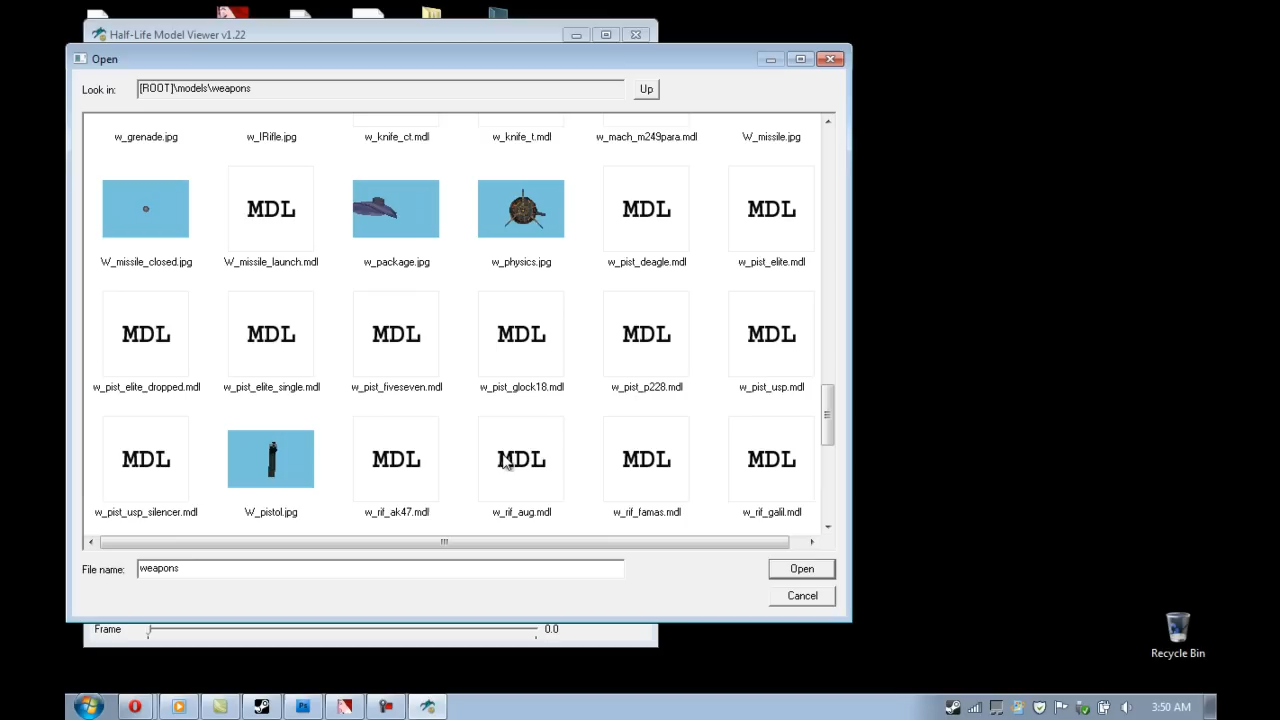 Half-Life Model Viewer v1.22
Open
Look in: [ROOT]\models\weapons Up
w_grenade.jpg w_IRifle.jpg w_knife_ct.mdl w_knife_t.mdl w_mach_m249para.mdl W_missile.jpg
MDL MDL MDL
W_missile_closed.jpg W_missile_launch.mdl w_package.jpg w_physics.jpg w_pist_deagle.mdl w_pist_elite.mdl
MDL MDL MDL MDL MDL MDL
w_pist_elite_dropped.mdl w_pist_elite_single.mdl w_pist_fiveseven.mdl w_pist_glock18.mdl w_pist_p228.mdl w_pist_usp.mdl
MDL MDL MDL MDL MDL
w_pist_usp_silencer.mdl W_pistol.jpg w_rif_ak47.mdl w_rif_aug.mdl w_rif_famas.mdl w_rif_galil.mdl
File name: weapons Open
Cancel
Frame 0.0
Recycle Bin
Ps
3:50 AM